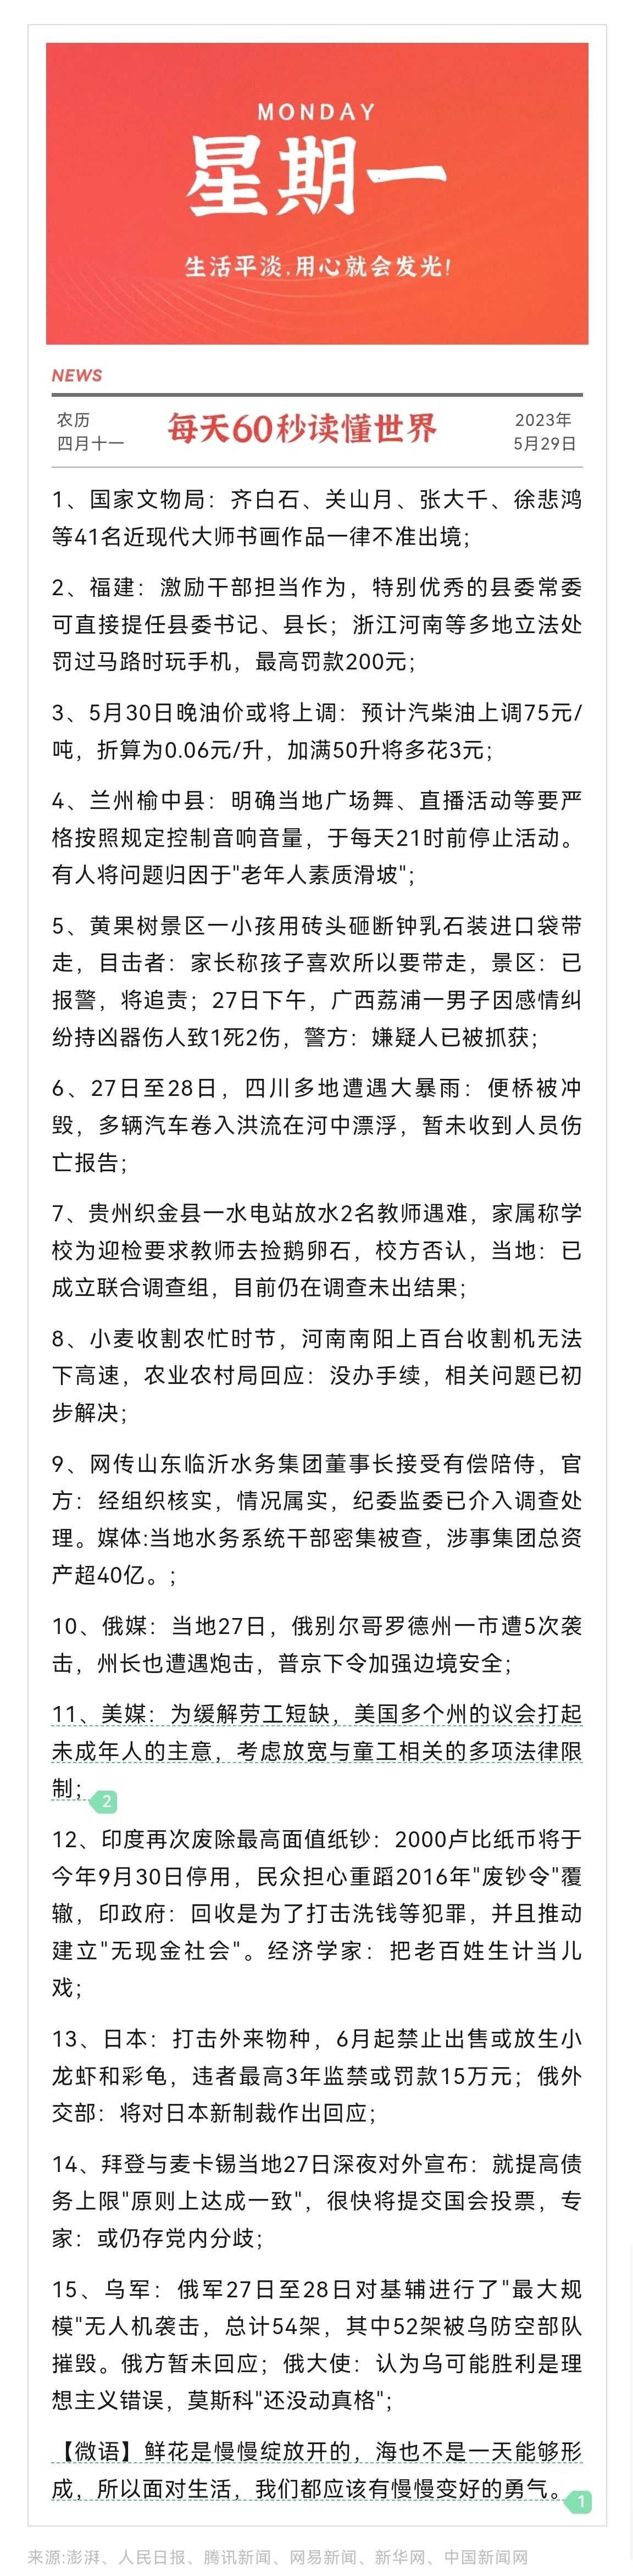 MONDAY
星期一
生活平淡,用心就会发光!
NEWS
农历
四月十一
每天60秒读懂世界
2023年
5月29日
1、国家文物局：齐白石、关山月、张大千、徐悲鸿
等41名近现代大师书画作品一律不准出境；
2、福建：激励干部担当作为，特别优秀的县委常委
可直接提任县委书记、县长；浙江河南等多地立法处
罚过马路时玩手机，最高罚款200元；
3、5月30日晚油价或将上调：预计汽柴油上调75元/
吨，折算为0.06元/升，加满50升将多花3元；
4、兰州榆中县：明确当地广场舞、直播活动等要严
格按照规定控制音响音量，于每天21时前停止活动。
有人将问题归因于"老年人素质滑坡"；
5、黄果树景区一小孩用砖头砸断钟乳石装进口袋带
走，目击者：家长称孩子喜欢所以要带走，景区：已
报警，将追责；27日下午，广西荔浦一男子因感情纠
纷持凶器伤人致1死2伤，警方：嫌疑人已被抓获；
6、27日至28日，四川多地遭遇大暴雨：便桥被冲
毁，多辆汽车卷入洪流在河中漂浮，暂未收到人员伤
亡报告；
7、贵州织金县一水电站放水2名教师遇难，家属称学
校为迎检要求教师去捡鹅卵石，校方否认，当地：已
成立联合调查组，目前仍在调查未出结果；
8、小麦收割农忙时节，河南南阳上百台收割机无法
下高速，农业农村局回应：没办手续，相关问题已初
步解决；
9、网传山东临沂水务集团董事长接受有偿陪侍，官
方：经组织核实，情况属实，纪委监委已介入调查处
理。媒体:当地水务系统干部密集被查，涉事集团总资
产超40亿。；
10、俄媒：当地27日，俄别尔哥罗德州一市遭5次袭
击，州长也遭遇炮击，普京下令加强边境安全；
11、美媒：为缓解劳工短缺，美国多个州的议会打起
未成年人的主意，考虑放宽与童工相关的多项法律限
制；2
12、印度再次废除最高面值纸钞：2000卢比纸币将于
今年9月30日停用，民众担心重蹈2016年"废钞令"覆
辙，印政府：回收是为了打击洗钱等犯罪，并且推动
建立"无现金社会"。经济学家：把老百姓生计当儿
戏；
13、日本：打击外来物种，6月起禁止出售或放生小
龙虾和彩龟，违者最高3年监禁或罚款15万元；俄外
交部：将对日本新制裁作出回应；
14、拜登与麦卡锡当地27日深夜对外宣布：就提高债
务上限"原则上达成一致"，很快将提交国会投票，专
家：或仍存党内分歧；
15、乌军：俄军27日至28日对基辅进行了"最大规
模"无人机袭击，总计54架，其中52架被乌防空部队
摧毁。俄方暂未回应；俄大使：认为乌可能胜利是理
想主义错误，莫斯科"还没动真格"；
【微语】鲜花是慢慢绽放开的，海也不是一天能够形
成，所以面对生活，我们都应该有慢慢变好的勇气。1
来源:澎湃、人民日报、腾讯新闻、网易新闻、新华网、中国新闻网